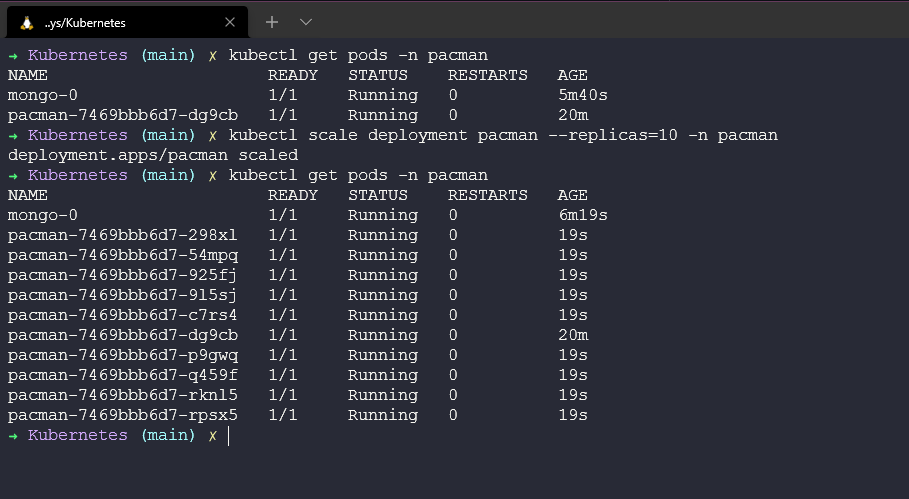 ..ys/Kubernetes
→ Kubernetes (main) ✗ kubectl get pods -n pacman
NAME READY STATUS RESTARTS AGE
mongo-0 1/1 Running 0 5m40s
pacman-7469bbb6d7-dg9cb 1/1 Running 0 20m
→ Kubernetes (main) ✗ kubectl scale deployment pacman --replicas=10 -n pacman
deployment.apps/pacman scaled
→ Kubernetes (main) ✗ kubectl get pods -n pacman
NAME READY STATUS RESTARTS AGE
mongo-0 1/1 Running 0 6m19s
pacman-7469bbb6d7-298xl 1/1 Running 0 19s
pacman-7469bbb6d7-54mpq 1/1 Running 0 19s
pacman-7469bbb6d7-925fj 1/1 Running 0 19s
pacman-7469bbb6d7-9l5sj 1/1 Running 0 19s
pacman-7469bbb6d7-c7rs4 1/1 Running 0 19s
pacman-7469bbb6d7-dg9cb 1/1 Running 0 20m
pacman-7469bbb6d7-p9gwq 1/1 Running 0 19s
pacman-7469bbb6d7-q459f 1/1 Running 0 19s
pacman-7469bbb6d7-rknl5 1/1 Running 0 19s
pacman-7469bbb6d7-rpsx5 1/1 Running 0 19s
→ Kubernetes (main) ✗